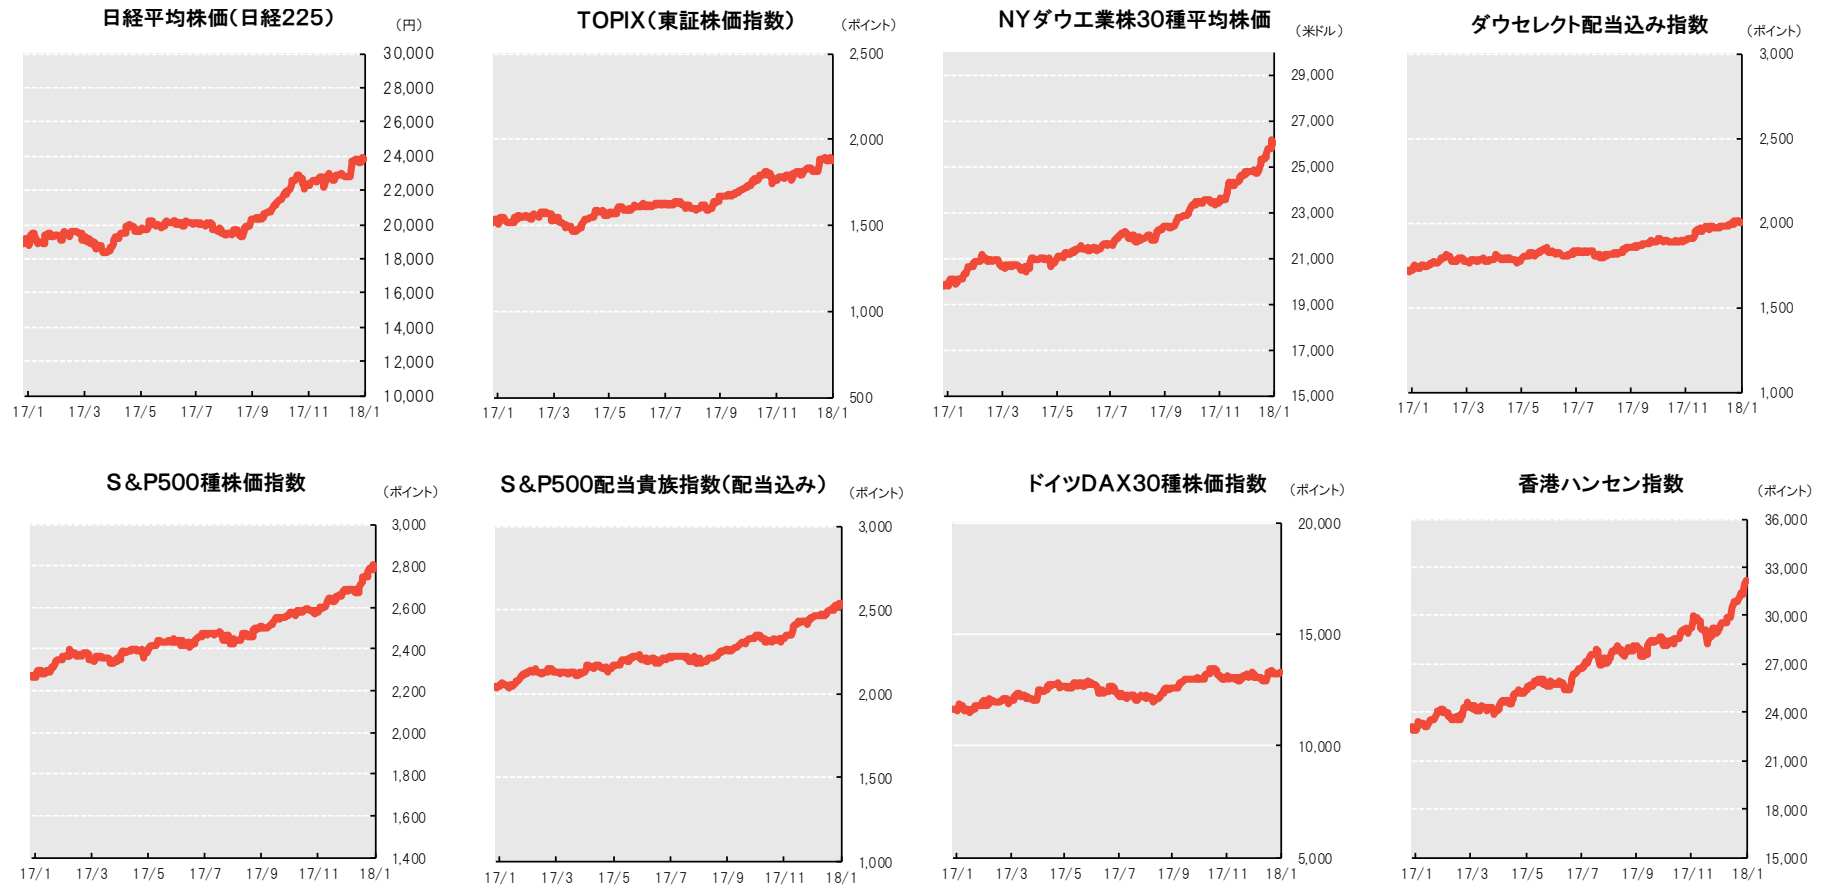 日経平均株価(日経225)
(円)
30,000
28,000
26,000
24,000
22,000
20,000
18,000
16,000
14,000
12,000
10,000
17/1 17/3 17/5 17/7 17/9 17/11 18/1
TOPIX(東証株価指数)
(ポイント)
2,500
2,000
1,500
1,000
500
17/1 17/3 17/5 17/7 17/9 17/11 18/1
NYダウ工業株30種平均株価
(米ドル)
29,000
27,000
25,000
23,000
21,000
19,000
17,000
15,000
17/1 17/3 17/5 17/7 17/9 17/11 18/1
ダウセレクト配当込み指数
(ポイント)
3,000
2,500
2,000
1,500
1,000
17/1 17/3 17/5 17/7 17/9 17/11 18/1
S&P500種株価指数
(ポイント)
3,000
2,800
2,600
2,400
2,200
2,000
1,800
1,600
1,400
17/1 17/3 17/5 17/7 17/9 17/11 18/1
S&P500配当貴族指数(配当込み)
(ポイント)
3,000
2,500
2,000
1,500
1,000
17/1 17/3 17/5 17/7 17/9 17/11 18/1
ドイツDAX30種株価指数
(ポイント)
20,000
15,000
10,000
5,000
17/1 17/3 17/5 17/7 17/9 17/11 18/1
香港ハンセン指数
(ポイント)
36,000
33,000
30,000
27,000
24,000
21,000
18,000
15,000
17/1 17/3 17/5 17/7 17/9 17/11 18/1